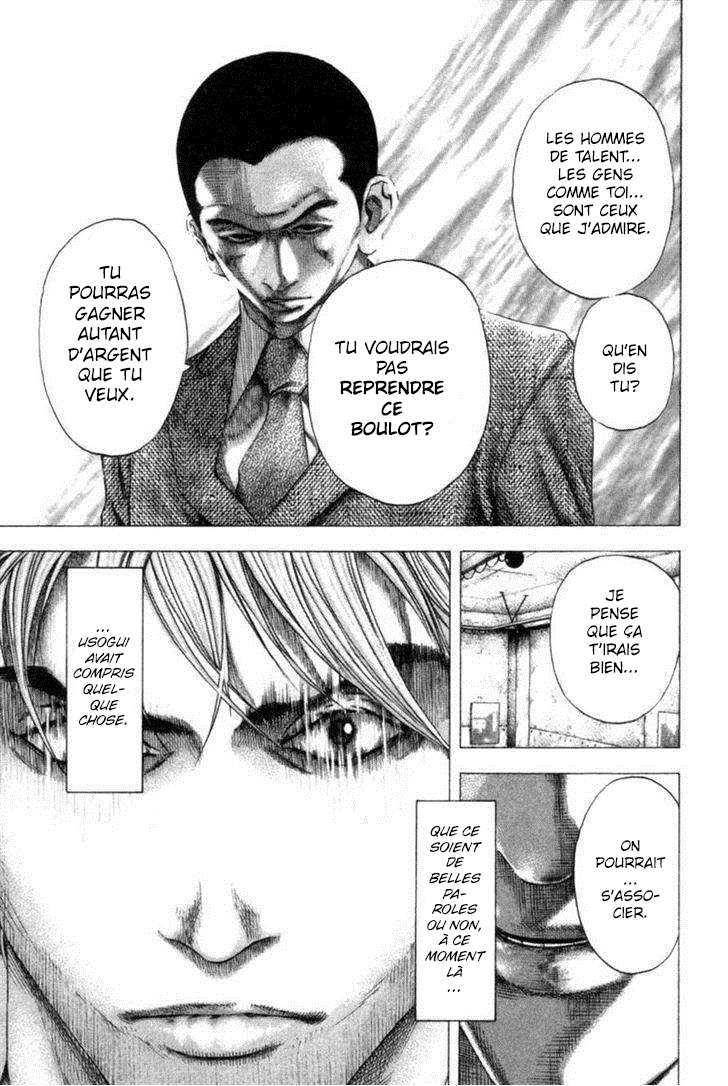 LES HOMMES
DE TALENT...
LES GENS
COMME TOI...
SONT CEUX
QUE J'ADMIRE.
QU'EN
DIS
TU?
TU VOUDRAIS
PAS
REPRENDRE
CE
BOULOT?
TU
POURRAS
GAGNER
AUTANT
D'ARGENT
QUE TU
VEUX.
JE
PENSE
QUE ÇA
T'IRAIS
BIEN...
ON
POURRAIT
...
S'ASSO-
CIER.
QUE CE
SOIENT
DE
BELLES
PA-
ROLES
OU NON,
À CE
MOMENT
LÀ
...
...
USOGUI
AVAIT
COMPRIS
QUEL-
QUE
CHOSE.